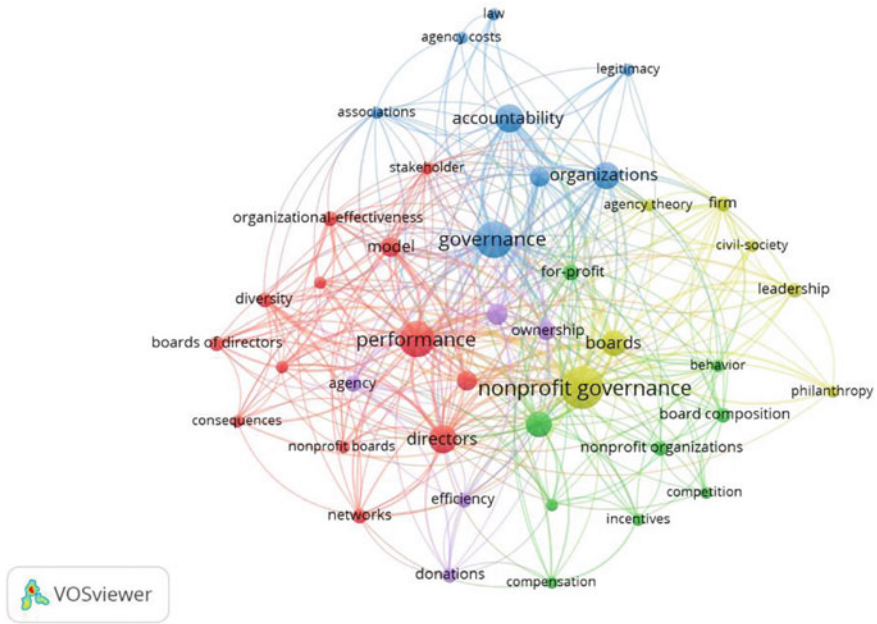 law
agency costs
legitimacy
associations
accountability
stakeholder
organizations
agency theory
firm
organizational effectiveness
governance
model
civil-society
for-profit
leadership
diversity
ownership
performance
boards
boards of directors
behavior
agency
nonprofit governance
philanthropy
board composition
consequences
directors
nonprofit boards
nonprofit organizations
competition
efficiency
networks
incentives
donations
compensation
VOSviewer